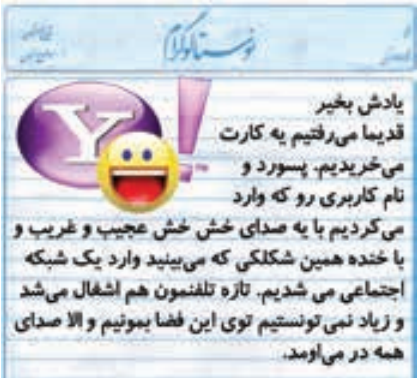 نوستالوگرام
یادش بخیر
قدیما می‌رفتیم یه کارت
می‌خریدیم. پسورد و
نام کاربری رو که وارد
می‌کردیم با یه صدای خش خش عجیب و غریب و
با خنده همین شکلکی که می‌بینید وارد یک شبکه
اجتماعی می شدیم. تازه تلفنمون هم اشغال می‌شد
و زیاد نمی‌تونستیم توی این فضا بمونیم و الا صدای
همه در می‌اومد.
Y!